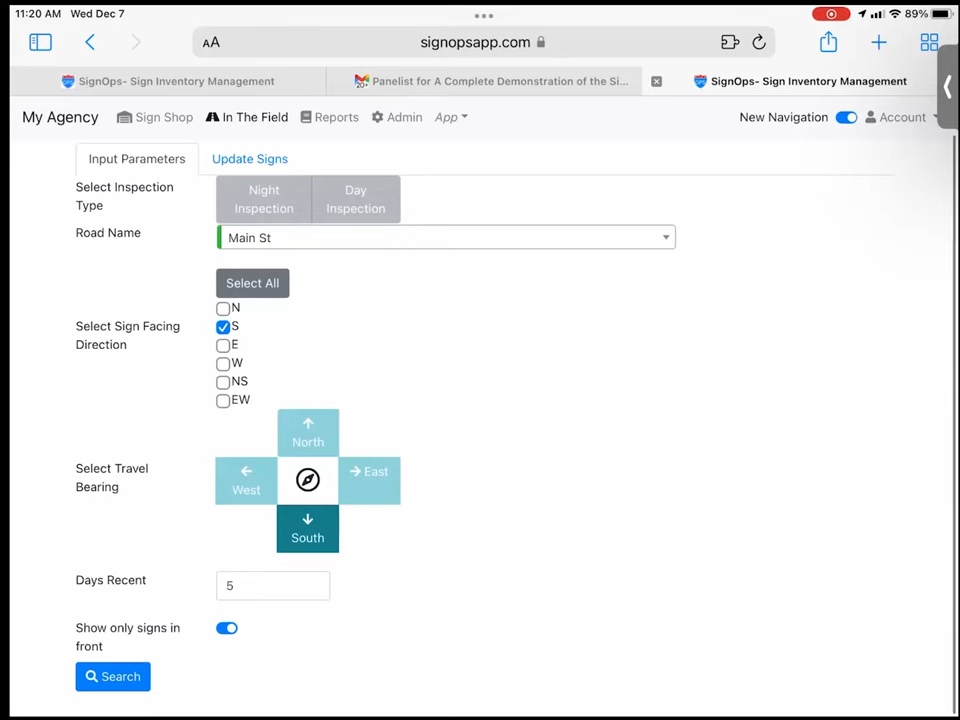 11:20 AM Wed Dec 7
89%
AA
signopsapp.com
SignOps- Sign Inventory Management
20+
Panelist for A Complete Demonstration of the Si...
SignOps- Sign Inventory Management
My Agency
Sign Shop
In The Field
Reports
Admin
App
New Navigation
Account
Input Parameters
Update Signs
Select Inspection
Type
Night
Inspection
Day
Inspection
Road Name
Main St
Select All
Select Sign Facing
Direction
N
S
E
W
NS
EW
Select Travel
Bearing
North
West
East
South
Days Recent
5
Show only signs in
front
Search